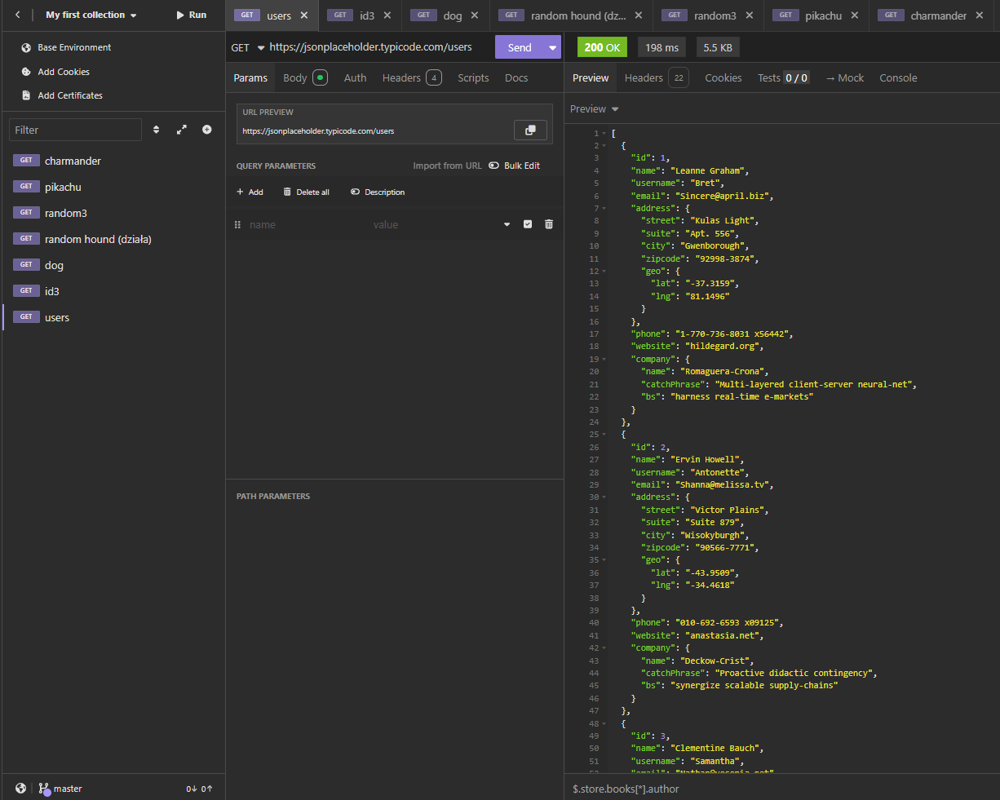 My first collection
Run
GET users
GET id3
GET dog
GET random hound (dz...
GET random3
GET pikachu
GET charmander
Base Environment
Add Cookies
Add Certificates
Filter
GET charmander
GET pikachu
GET random3
GET random hound (działa)
GET dog
GET id3
GET users
master
0↓ 0↑
GET https://jsonplaceholder.typicode.com/users
Send
Params Body Auth Headers 4 Scripts Docs
URL PREVIEW
https://jsonplaceholder.typicode.com/users
QUERY PARAMETERS Import from URL Bulk Edit
+ Add Delete all Description
name value
PATH PARAMETERS
200 OK 198 ms 5.5 KB
Preview Headers 22 Cookies Tests 0 / 0 → Mock Console
Preview
1 [
2 {
3 "id": 1,
4 "name": "Leanne Graham",
5 "username": "Bret",
6 "email": "Sincere@april.biz",
7 "address": {
8 "street": "Kulas Light",
9 "suite": "Apt. 556",
10 "city": "Gwenborough",
11 "zipcode": "92998-3874",
12 "geo": {
13 "lat": "-37.3159",
14 "lng": "81.1496"
15 }
16 },
17 "phone": "1-770-736-8031 x56442",
18 "website": "hildegard.org",
19 "company": {
20 "name": "Romaguera-Crona",
21 "catchPhrase": "Multi-layered client-server neural-net",
22 "bs": "harness real-time e-markets"
23 }
24 },
25 {
26 "id": 2,
27 "name": "Ervin Howell",
28 "username": "Antonette",
29 "email": "Shanna@melissa.tv",
30 "address": {
31 "street": "Victor Plains",
32 "suite": "Suite 879",
33 "city": "Wisokyburgh",
34 "zipcode": "90566-7771",
35 "geo": {
36 "lat": "-43.9509",
37 "lng": "-34.4618"
38 }
39 },
40 "phone": "010-692-6593 x09125",
41 "website": "anastasia.net",
42 "company": {
43 "name": "Deckow-Crist",
44 "catchPhrase": "Proactive didactic contingency",
45 "bs": "synergize scalable supply-chains"
46 }
47 },
48 {
49 "id": 3,
50 "name": "Clementine Bauch",
51 "username": "Samantha",
52 "email": "Nathan@yesenia.net",
$.store.books[*].author